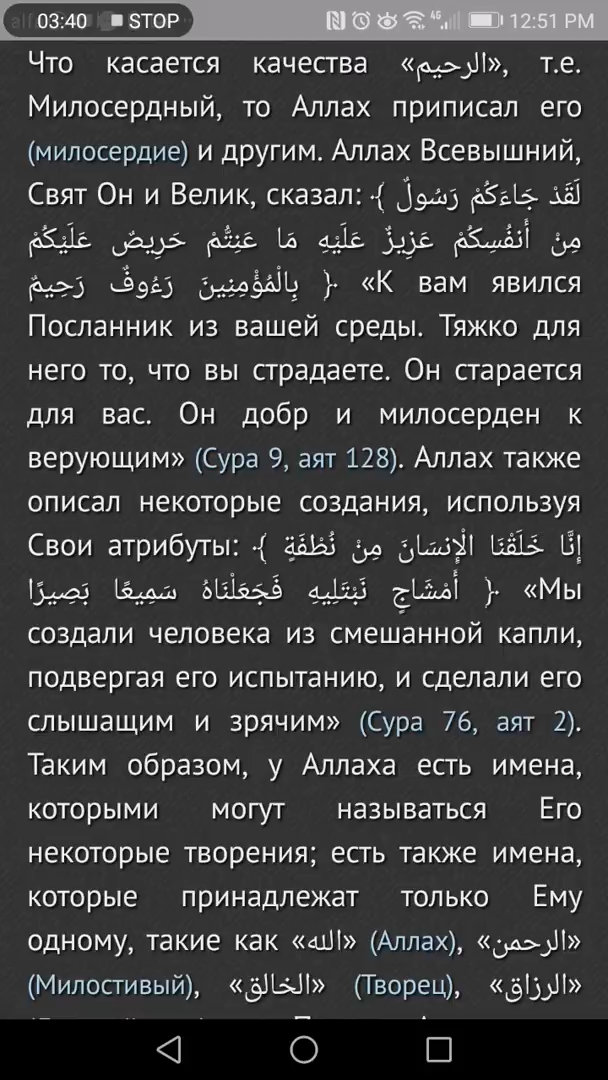 03:40 STOP 4G 12:51 PM
Что касается качества «الرحيم», т.е.
Милосердный, то Аллах приписал его
(милосердие) и другим. Аллах Всевышний,
Свят Он и Велик, сказал: ﴿ لَقَدْ جَاءَكُمْ رَسُولٌ
مِنْ أَنفُسِكُمْ عَزِيزٌ عَلَيْهِ مَا عَنِتُّمْ حَرِيصٌ عَلَيْكُمْ
بِالْمُؤْمِنِينَ رَءُوفٌ رَحِيمٌ ﴾ «К вам явился
Посланник из вашей среды. Тяжко для
него то, что вы страдаете. Он старается
для вас. Он добр и милосерден к
верующим» (Сура 9, аят 128). Аллах также
описал некоторые создания, используя
Свои атрибуты: ﴿ إِنَّا خَلَقْنَا الْإِنسَانَ مِنْ نُطْفَةٍ
أَمْشَاجٍ نَبْتَلِيهِ فَجَعَلْنَاهُ سَمِيعًا بَصِيرًا ﴾ «Мы
создали человека из смешанной капли,
подвергая его испытанию, и сделали его
слышащим и зрячим» (Сура 76, аят 2).
Таким образом, у Аллаха есть имена,
которыми могут называться Его
некоторые творения; есть также имена,
которые принадлежат только Ему
одному, такие как «الله» (Аллах), «الرحمن»
(Милостивый), «الخالق» (Творец), «الرزاق»